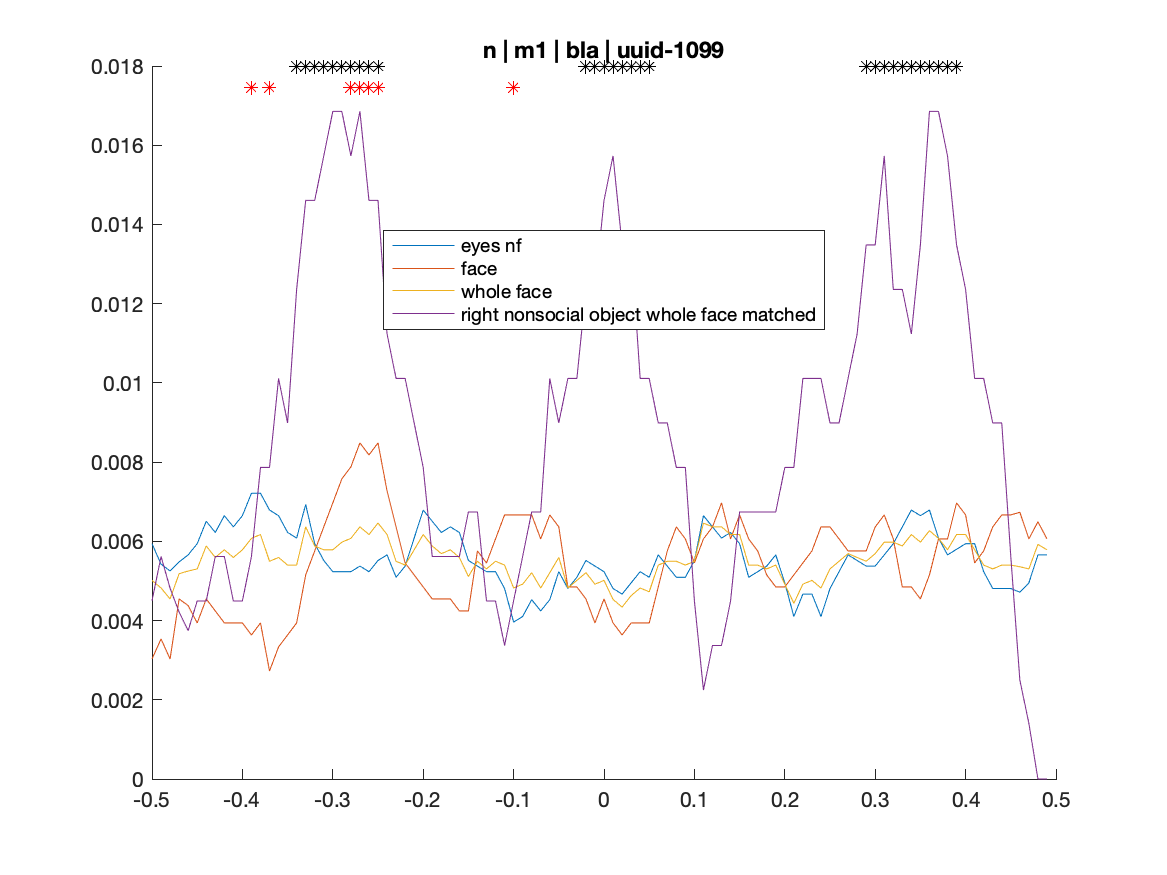 n | m1 | bla | uuid-1099
0.018
0.016
0.014
0.012
0.01
0.008
0.006
0.004
0.002
0
eyes nf
face
whole face
right nonsocial object whole face matched
-0.5 -0.4 -0.3 -0.2 -0.1 0 0.1 0.2 0.3 0.4 0.5